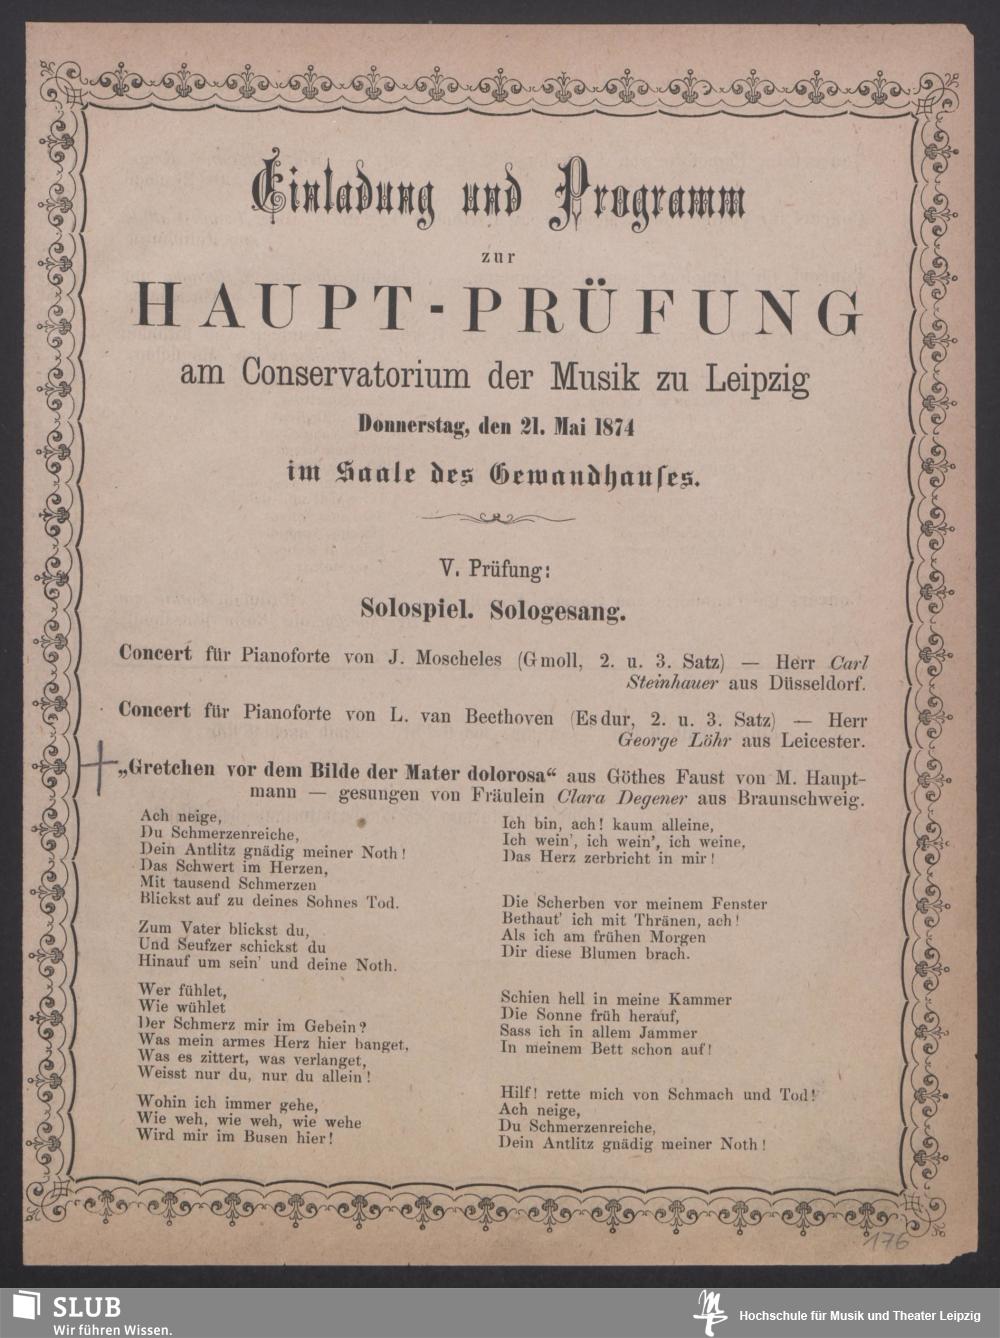 Einladung und Programm
zur
HAUPT-PRÜFUNG
am Conservatorium der Musik zu Leipzig
Donnerstag, den 21. Mai 1874
im Saale des Gewandhauſes.
V. Prüfung:
Solospiel. Sologesang.
Concert für Pianoforte von J. Moscheles (Gmoll, 2. u. 3. Satz) — Herr Carl
Steinhauer aus Düsseldorf.
Concert für Pianoforte von L. van Beethoven (Esdur, 2. u. 3. Satz) — Herr
George Löhr aus Leicester.
„Gretchen vor dem Bilde der Mater dolorosa“ aus Göthes Faust von M. Haupt-
mann — gesungen von Fräulein Clara Degener aus Braunschweig.
Ach neige,
Du Schmerzenreiche,
Dein Antlitz gnädig meiner Noth!
Das Schwert im Herzen,
Mit tausend Schmerzen
Blickst auf zu deines Sohnes Tod.
Zum Vater blickst du,
Und Seufzer schickst du
Hinauf um sein' und deine Noth.
Wer fühlet,
Wie wühlet
Der Schmerz mir im Gebein?
Was mein armes Herz hier banget,
Was es zittert, was verlanget,
Weisst nur du, nur du allein!
Wohin ich immer gehe,
Wie weh, wie weh, wie wehe
Wird mir im Busen hier!
Ich bin, ach! kaum alleine,
Ich wein', ich wein', ich weine,
Das Herz zerbricht in mir!
Die Scherben vor meinem Fenster
Bethaut' ich mit Thränen, ach!
Als ich am frühen Morgen
Dir diese Blumen brach.
Schien hell in meine Kammer
Die Sonne früh herauf,
Sass ich in allem Jammer
In meinem Bett schon auf!
Hilf! rette mich von Schmach und Tod!
Ach neige,
Du Schmerzenreiche,
Dein Antlitz gnädig meiner Noth!
176
SLUB
Wir führen Wissen.
Hochschule für Musik und Theater Leipzig